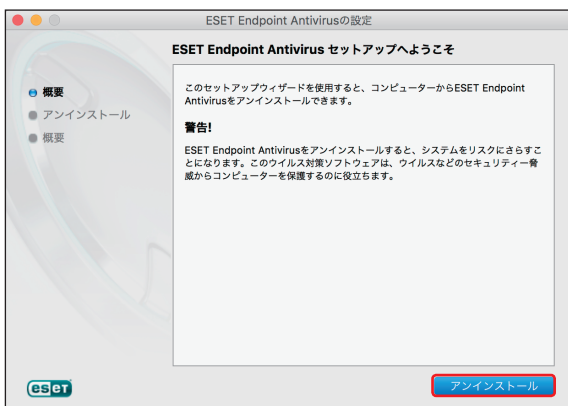 ESET Endpoint Antivirusの設定
ESET Endpoint Antivirus セットアップへようこそ
概要
アンインストール
概要
このセットアップウィザードを使用すると、コンピューターからESET Endpoint
Antivirusをアンインストールできます。
警告!
ESET Endpoint Antivirusをアンインストールすると、システムをリスクにさらすこ
とになります。このウイルス対策ソフトウェアは、ウイルスなどのセキュリティー脅
威からコンピューターを保護するのに役立ちます。
eset
アンインストール